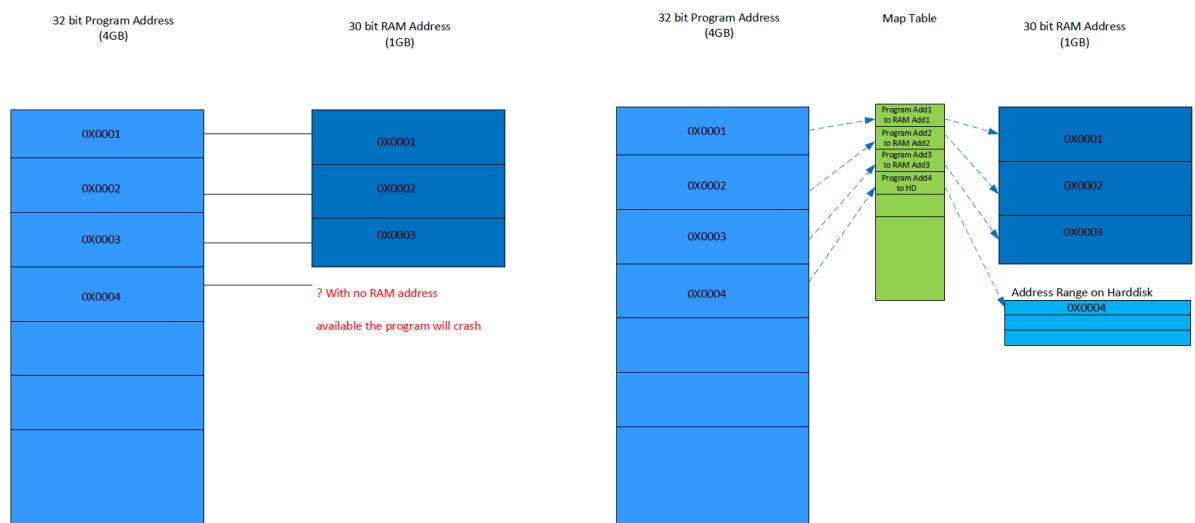 32 bit Program Address
(4GB)
30 bit RAM Address
(1GB)
0X0001
0X0002
0X0003
0X0004
0X0001
0X0002
0X0003
? With no RAM address
available the program will crash
32 bit Program Address
(4GB)
Map Table
30 bit RAM Address
(1GB)
0X0001
0X0002
0X0003
0X0004
Program Add1
to RAM Add1
Program Add2
to RAM Add2
Program Add3
to RAM Add3
Program Add4
to HD
0X0001
0X0002
0X0003
Address Range on Harddisk
0X0004